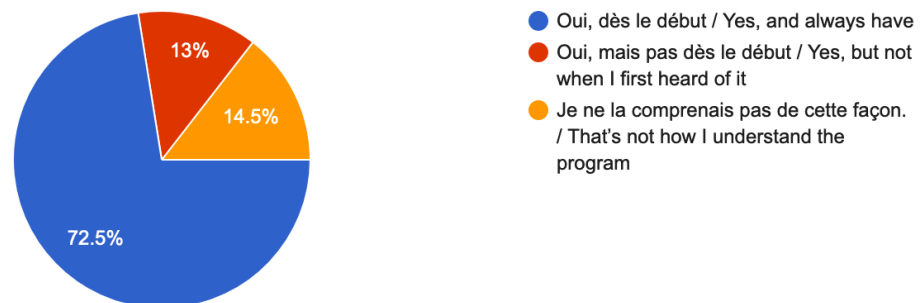 13%
14.5%
72.5%
Oui, dès le début / Yes, and always have
Oui, mais pas dès le début / Yes, but not
when I first heard of it
Je ne la comprenais pas de cette façon.
/ That’s not how I understand the
program